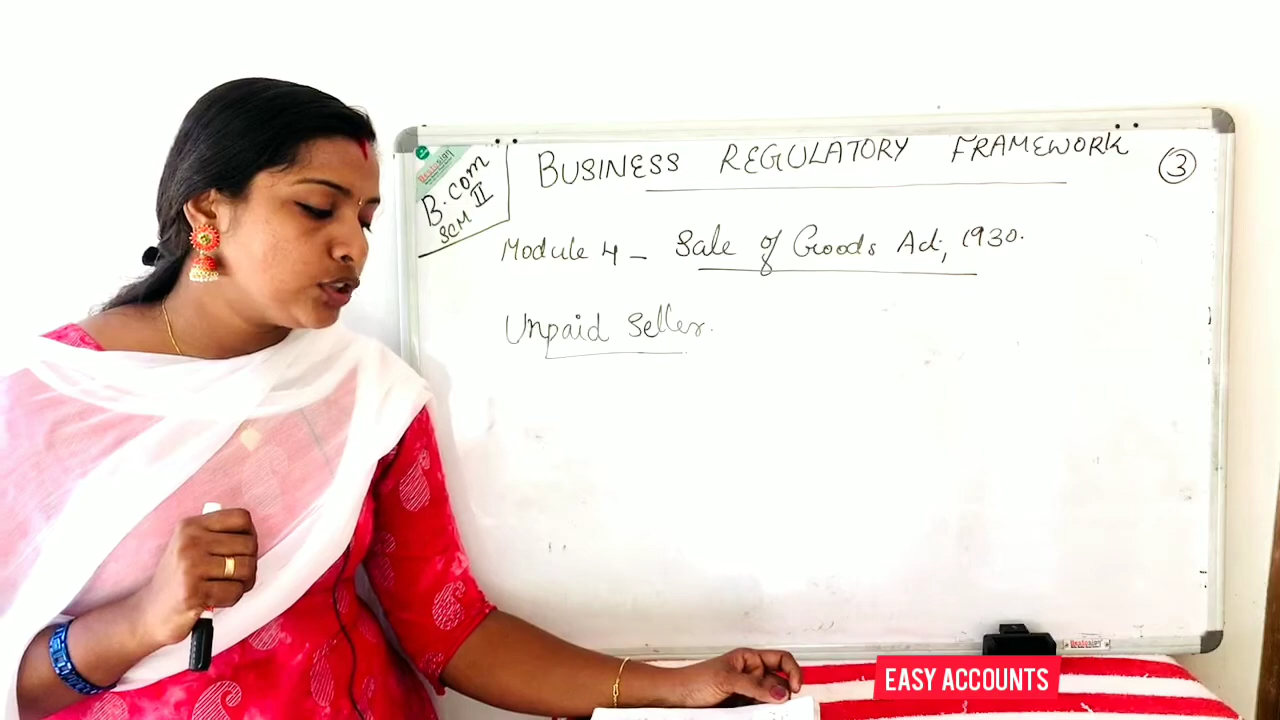 B.com
SEM II
BUSINESS REGULATORY FRAMEWORK
3
Module 4 - Sale of Goods Act, 1930.
Unpaid Seller.
EASY ACCOUNTS